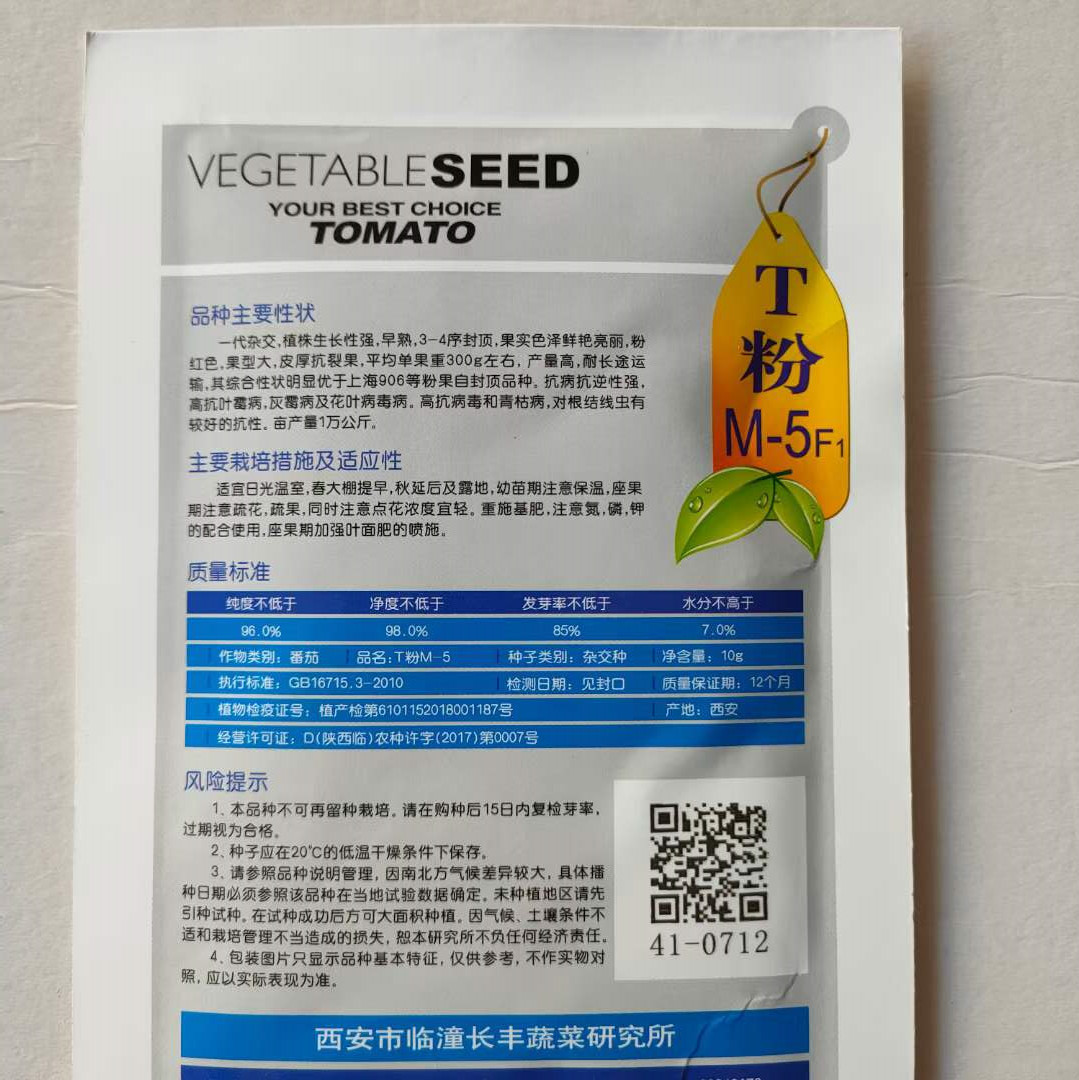 VEGETABLE SEED
YOUR BEST CHOICE
TOMATO
T
粉
M-5F1
品种主要性状
一代杂交,植株生长性强,早熟,3-4序封顶,果实色泽鲜艳亮丽,粉
红色,果型大,皮厚抗裂果,平均单果重300g左右,产量高,耐长途运
输,其综合性状明显优于上海906等粉果自封顶品种。抗病抗逆性强,
高抗叶霉病,灰霉病及花叶病毒病。高抗病毒和青枯病,对根结线虫有
较好的抗性。亩产量1万公斤。
主要栽培措施及适应性
适宜日光温室,春大棚提早,秋延后及露地,幼苗期注意保温,座果
期注意疏花,疏果,同时注意点花浓度宜轻。重施基肥,注意氮,磷,钾
的配合使用,座果期加强叶面肥的喷施。
质量标准
纯度不低于 净度不低于 发芽率不低于 水分不高于
96.0% 98.0% 85% 7.0%
作物类别：番茄 品名:T粉M-5 种子类别：杂交种 净含量：10g
执行标准：GB16715.3-2010 检测日期：见封口 质量保证期：12个月
植物检疫证号：植产检第6101152018001187号 产地：西安
经营许可证：D(陕西临)农种许字(2017)第0007号
风险提示
1、本品种不可再留种栽培。请在购种后15日内复检芽率,
过期视为合格。
2、种子应在20℃的低温干燥条件下保存。
3、请参照品种说明管理,因南北方气候差异较大,具体播
种日期必须参照该品种在当地试验数据确定。未种植地区请先
引种试种。在试种成功后方可大面积种植。因气候、土壤条件不
适和栽培管理不当造成的损失,恕本研究所不负任何经济责任。
4、包装图片只显示品种基本特征,仅供参考,不作实物对
照,应以实际表现为准。
41-0712
西安市临潼长丰蔬菜研究所